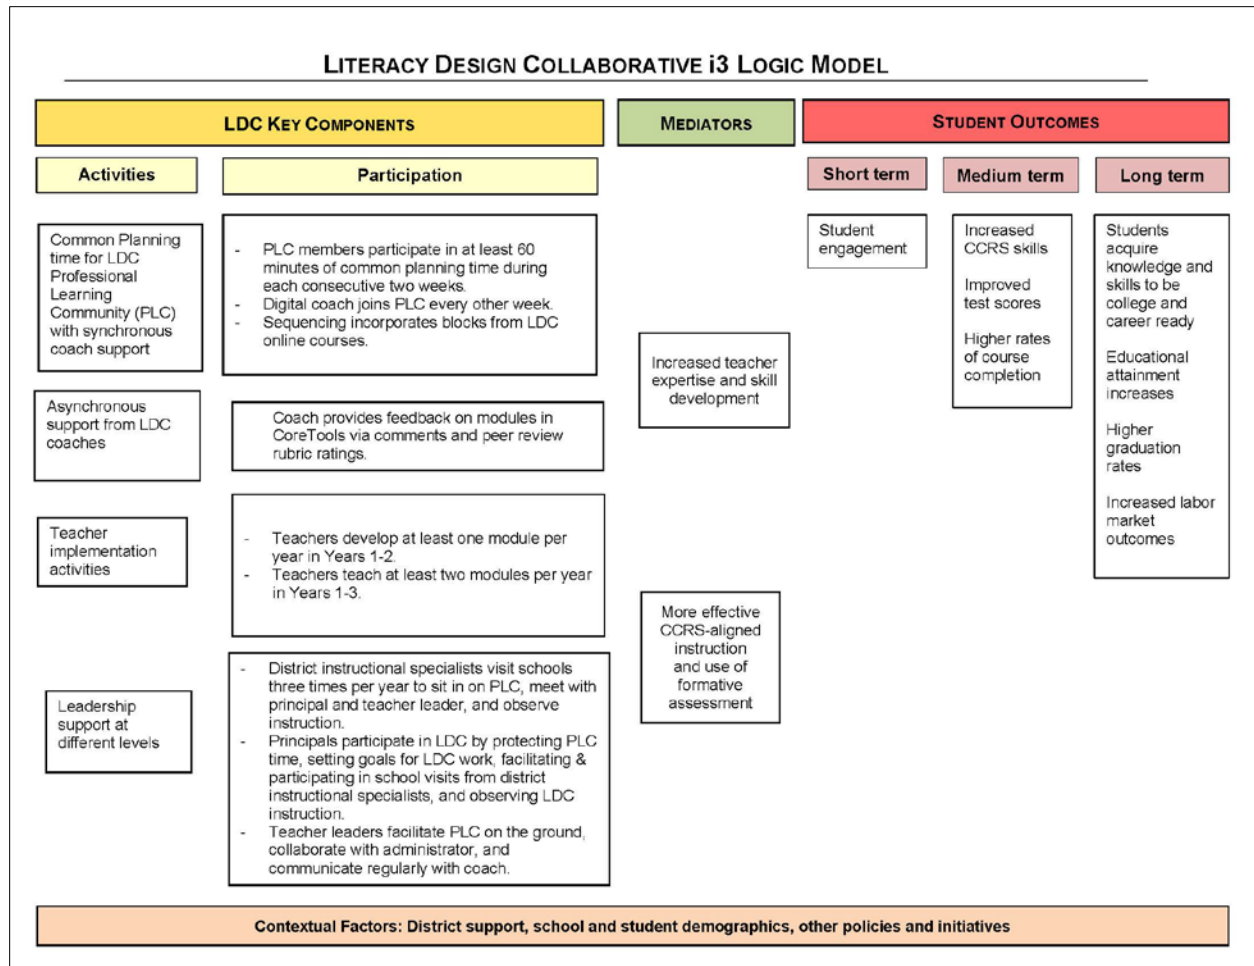 LITERACY DESIGN COLLABORATIVE i3 LOGIC MODEL
LDC KEY COMPONENTS
MEDIATORS
STUDENT OUTCOMES
Activities
Participation
Short term
Medium term
Long term
Common Planning
time for LDC
Professional
Learning
Community (PLC)
with synchronous
coach support
- PLC members participate in at least 60
minutes of common planning time during
each consecutive two weeks.
- Digital coach joins PLC every other week.
- Sequencing incorporates blocks from LDC
online courses.
Asynchronous
support from LDC
coaches
Coach provides feedback on modules in
CoreTools via comments and peer review
rubric ratings.
Teacher
implementation
activities
- Teachers develop at least one module per
year in Years 1-2.
- Teachers teach at least two modules per year
in Years 1-3.
Leadership
support at
different levels
- District instructional specialists visit schools
three times per year to sit in on PLC, meet with
principal and teacher leader, and observe
instruction.
- Principals participate in LDC by protecting PLC
time, setting goals for LDC work, facilitating &
participating in school visits from district
instructional specialists, and observing LDC
instruction.
- Teacher leaders facilitate PLC on the ground,
collaborate with administrator, and
communicate regularly with coach.
Increased teacher
expertise and skill
development
More effective
CCRS-aligned
instruction
and use of
formative
assessment
Student
engagement
Increased
CCRS skills
Improved
test scores
Higher rates
of course
completion
Students
acquire
knowledge and
skills to be
college and
career ready
Educational
attainment
increases
Higher
graduation
rates
Increased labor
market
outcomes
Contextual Factors: District support, school and student demographics, other policies and initiatives